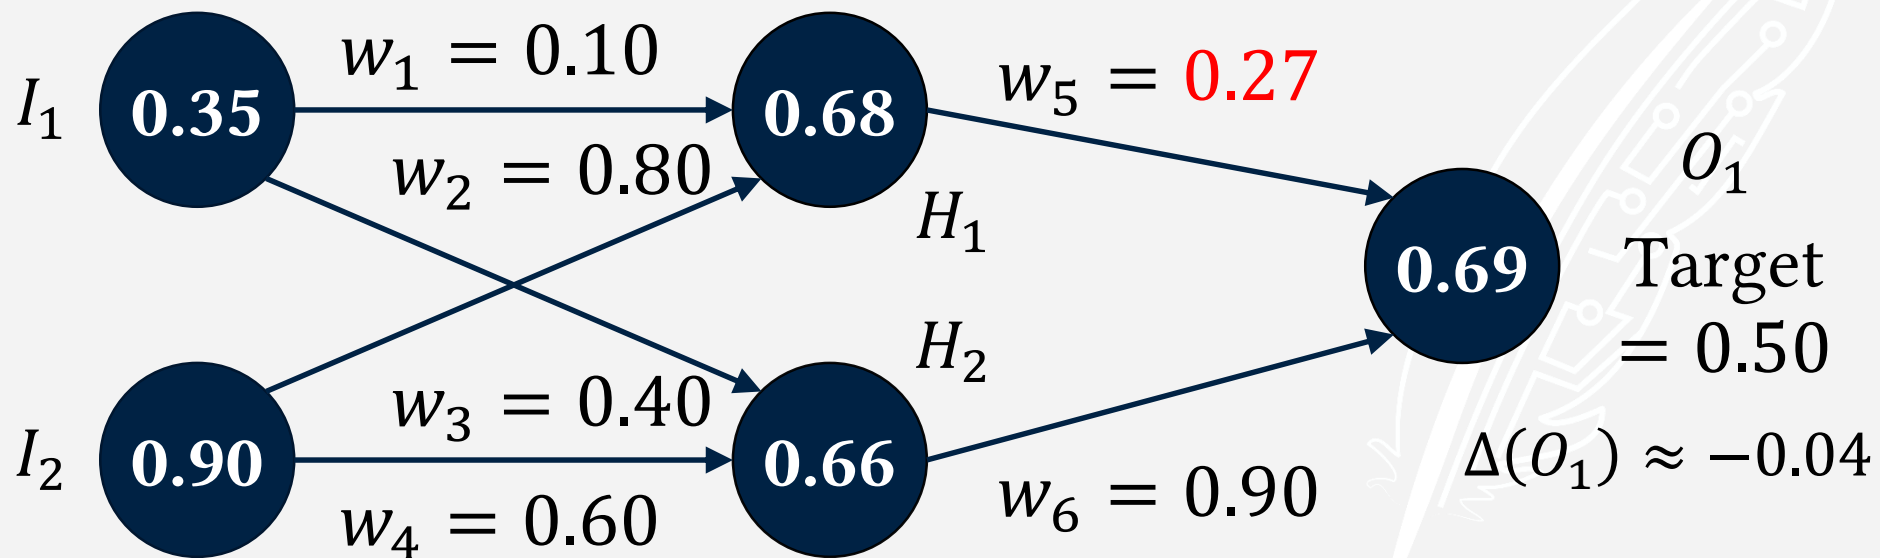 I₁
0.35
w₁ = 0.10
w₂ = 0.80
0.68
H₁
w₅ = 0.27
O₁
0.69
Target
= 0.50
Δ(O₁) ≈ −0.04
I₂
0.90
w₃ = 0.40
w₄ = 0.60
0.66
H₂
w₆ = 0.90